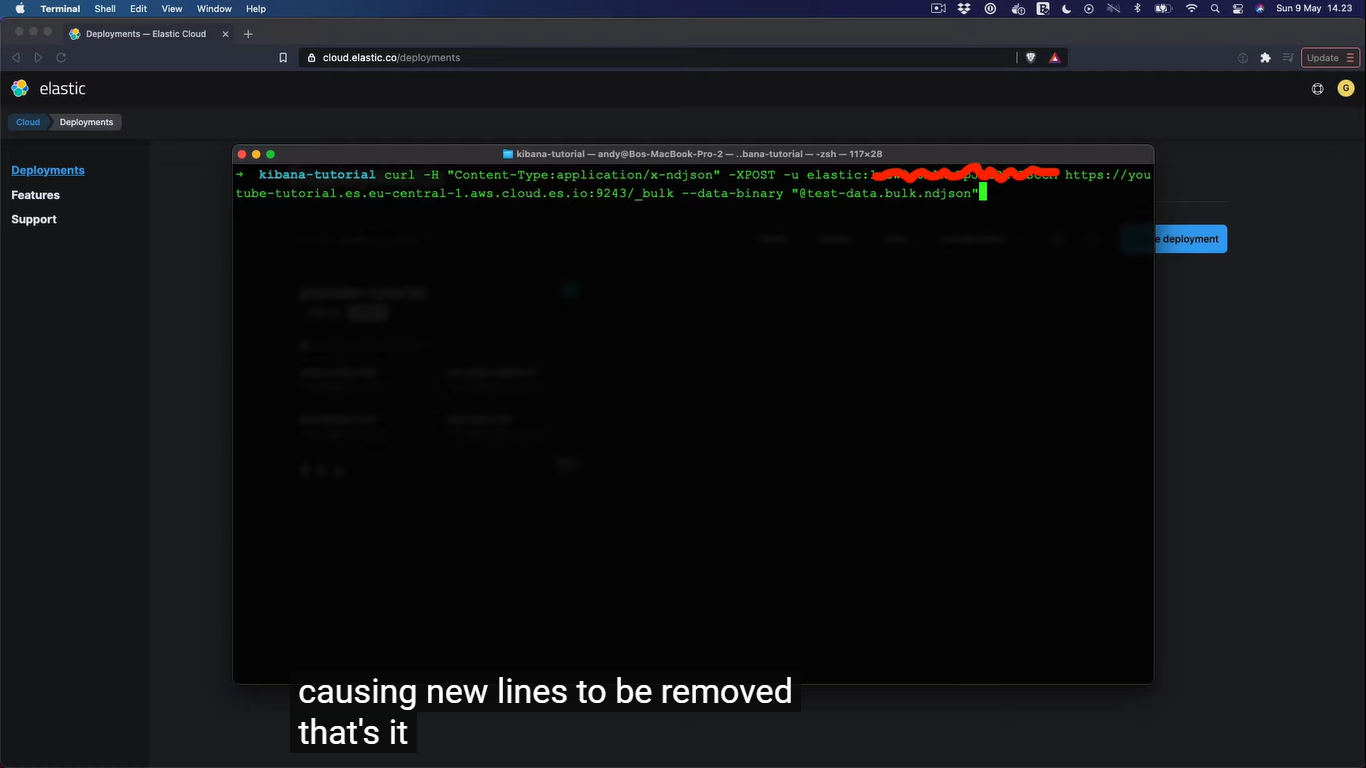 Terminal Shell Edit View Window Help Sun 9 May 14.23
Deployments — Elastic Cloud
cloud.elastic.co/deployments
Update
elastic
G
Cloud Deployments
kibana-tutorial — andy@Bos-MacBook-Pro-2 — ..bana-tutorial — -zsh — 117×28
Deployments
Features
Support
→ kibana-tutorial curl -H "Content-Type:application/x-ndjson" -XPOST -u elastic: https://you
tube-tutorial.es.eu-central-1.aws.cloud.es.io:9243/_bulk --data-binary "@test-data.bulk.ndjson"
deployment
causing new lines to be removed
that's it